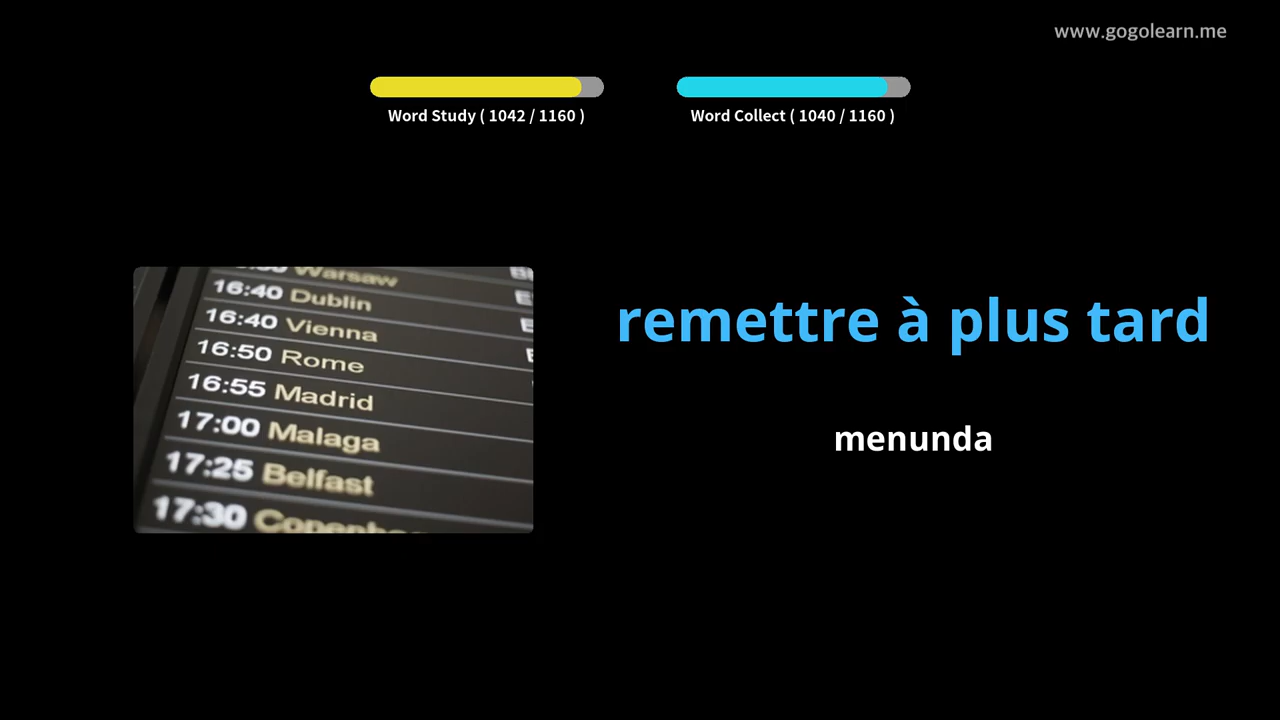 www.gogolearn.me
Word Study ( 1042 / 1160 )
Word Collect ( 1040 / 1160 )
Warsaw
16:40 Dublin
16:40 Vienna
16:50 Rome
16:55 Madrid
17:00 Malaga
17:25 Belfast
17:30
remettre à plus tard
menunda